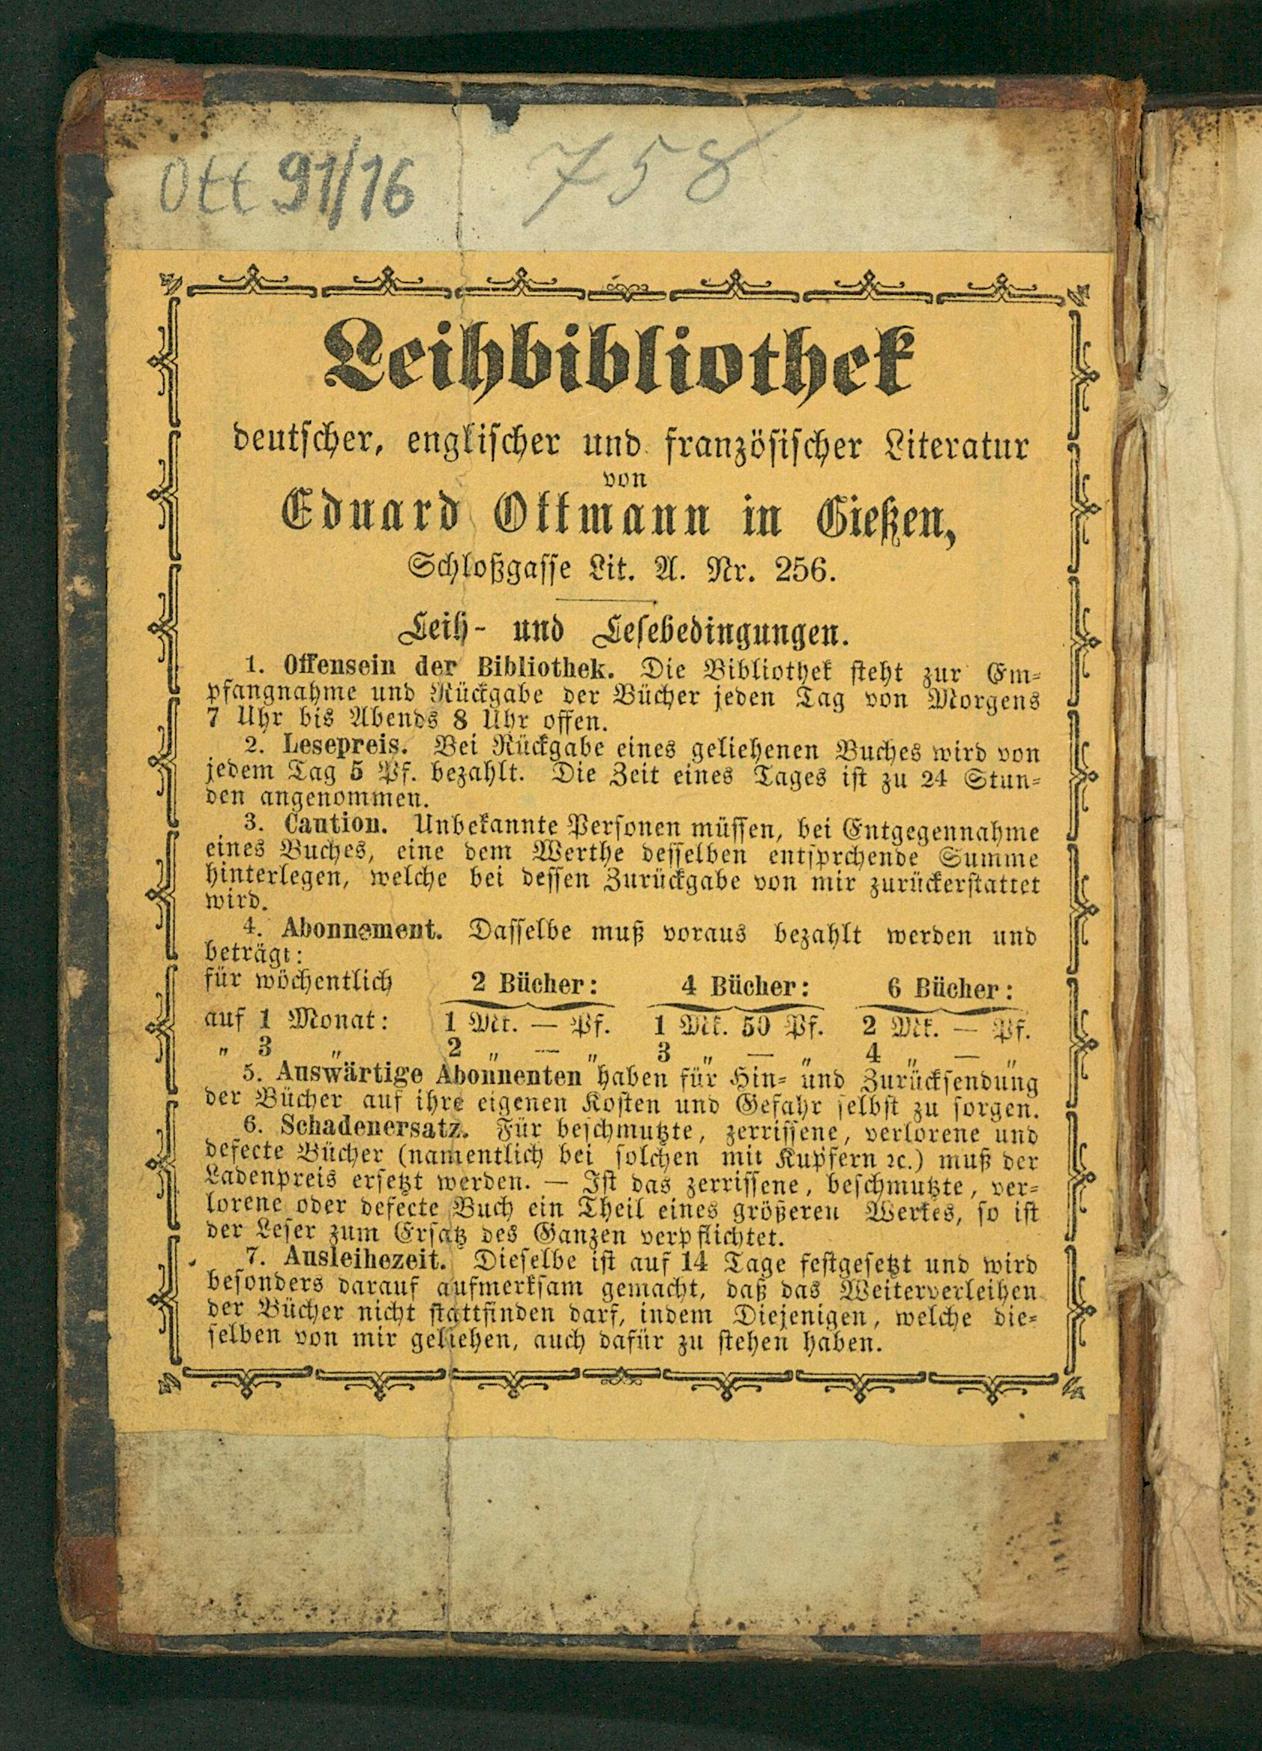 Ott 91/16 758
Leihbibliothek
deutscher, englischer und französischer Literatur
von
Eduard Ottmann in Gießen,
Schloßgasse Lit. A. Nr. 256.
Leih- und Lesebedingungen.
1. Offensein der Bibliothek. Die Bibliothek steht zur Em-
pfangnahme und Rückgabe der Bücher jeden Tag von Morgens
7 Uhr bis Abends 8 Uhr offen.
2. Lesepreis. Bei Rückgabe eines geliehenen Buches wird von
jedem Tag 5 Pf. bezahlt. Die Zeit eines Tages ist zu 24 Stun-
den angenommen.
3. Caution. Unbekannte Personen müssen, bei Entgegennahme
eines Buches, eine dem Werthe desselben entsprchende Summe
hinterlegen, welche bei dessen Zurückgabe von mir zurückerstattet
wird.
4. Abonnement. Dasselbe muß voraus bezahlt werden und
beträgt:
für wöchentlich 2 Bücher: 4 Bücher: 6 Bücher:
auf 1 Monat: 1 Mk. — Pf. 1 Mk. 50 Pf. 2 Mk. — Pf.
„ 3 „ 2 „ — „ 3 „ — „ 4 „ — „
5. Auswärtige Abonnenten haben für Hin- und Zurücksendung
der Bücher auf ihre eigenen Kosten und Gefahr selbst zu sorgen.
6. Schadenersatz. Für beschmutzte, zerrissene, verlorene und
defecte Bücher (namentlich bei solchen mit Kupfern ꝛc.) muß der
Ladenpreis ersetzt werden. — Ist das zerrissene, beschmutzte, ver-
lorene oder defecte Buch ein Theil eines größeren Werkes, so ist
der Leser zum Ersatz des Ganzen verpflichtet.
7. Ausleihezeit. Dieselbe ist auf 14 Tage festgesetzt und wird
besonders darauf aufmerksam gemacht, daß das Weiterverleihen
der Bücher nicht stattfinden darf, indem Diejenigen, welche die-
selben von mir geliehen, auch dafür zu stehen haben.